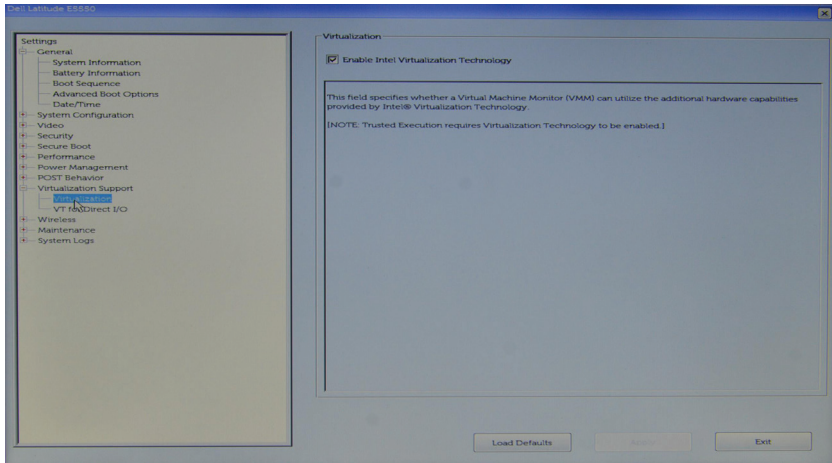 Dell Latitude E5550
Settings
General
System Information
Battery Information
Boot Sequence
Advanced Boot Options
Date/Time
System Configuration
Video
Security
Secure Boot
Performance
Power Management
POST Behavior
Virtualization Support
Virtualization
VT for Direct I/O
Wireless
Maintenance
System Logs
Virtualization
Enable Intel Virtualization Technology
This field specifies whether a Virtual Machine Monitor (VMM) can utilize the additional hardware capabilities
provided by Intel® Virtualization Technology.
[NOTE: Trusted Execution requires Virtualization Technology to be enabled.]
Load Defaults
Apply
Exit